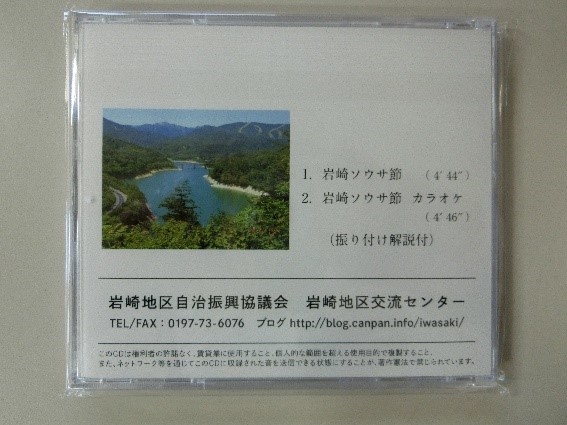 1. 岩崎ソウサ節 (4′44″)
2. 岩崎ソウサ節 カラオケ
(4′46″)
(振り付け解説付)
岩崎地区自治振興協議会 岩崎地区交流センター
TEL/FAX:0197-73-6076 ブログ http://blog.canpan.info/iwasaki/
このCDは権利者の許諾なく、賃貸業に使用すること、個人的な範囲を超える使用目的で複製すること、
また、ネットワーク等を通じてこのCDに収録された音を送信できる状態にすることが、著作権法で禁じられています。